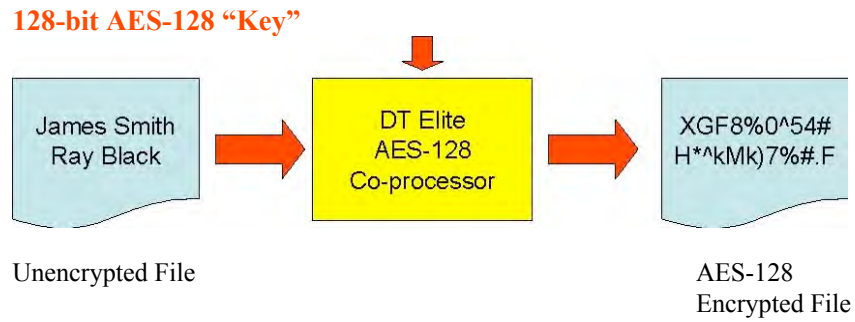 128-bit AES-128 “Key”
James Smith
Ray Black
DT Elite
AES-128
Co-processor
XGF8%0^54#
H*^kMk)7%#.F
Unencrypted File
AES-128
Encrypted File